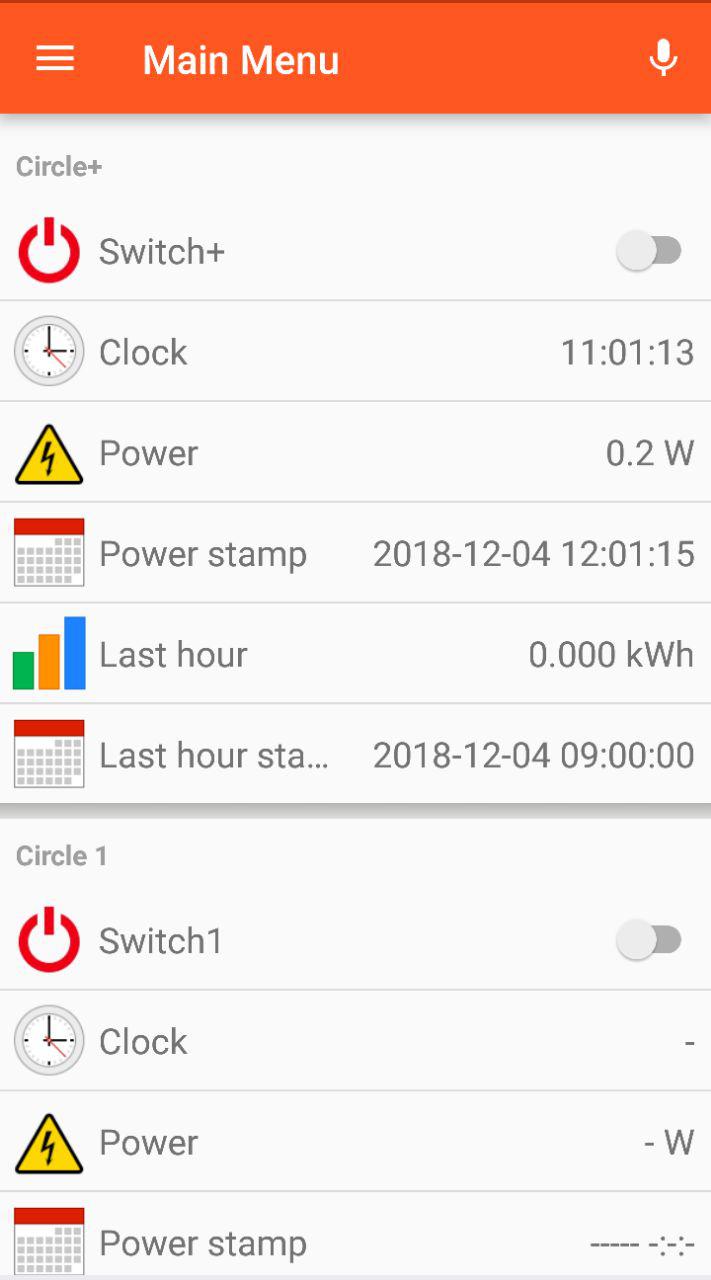 Main Menu
Circle+
Switch+
Clock 11:01:13
Power 0.2 W
Power stamp 2018-12-04 12:01:15
Last hour 0.000 kWh
Last hour sta... 2018-12-04 09:00:00
Circle 1
Switch1
Clock -
Power - W
Power stamp ----- -:-:-